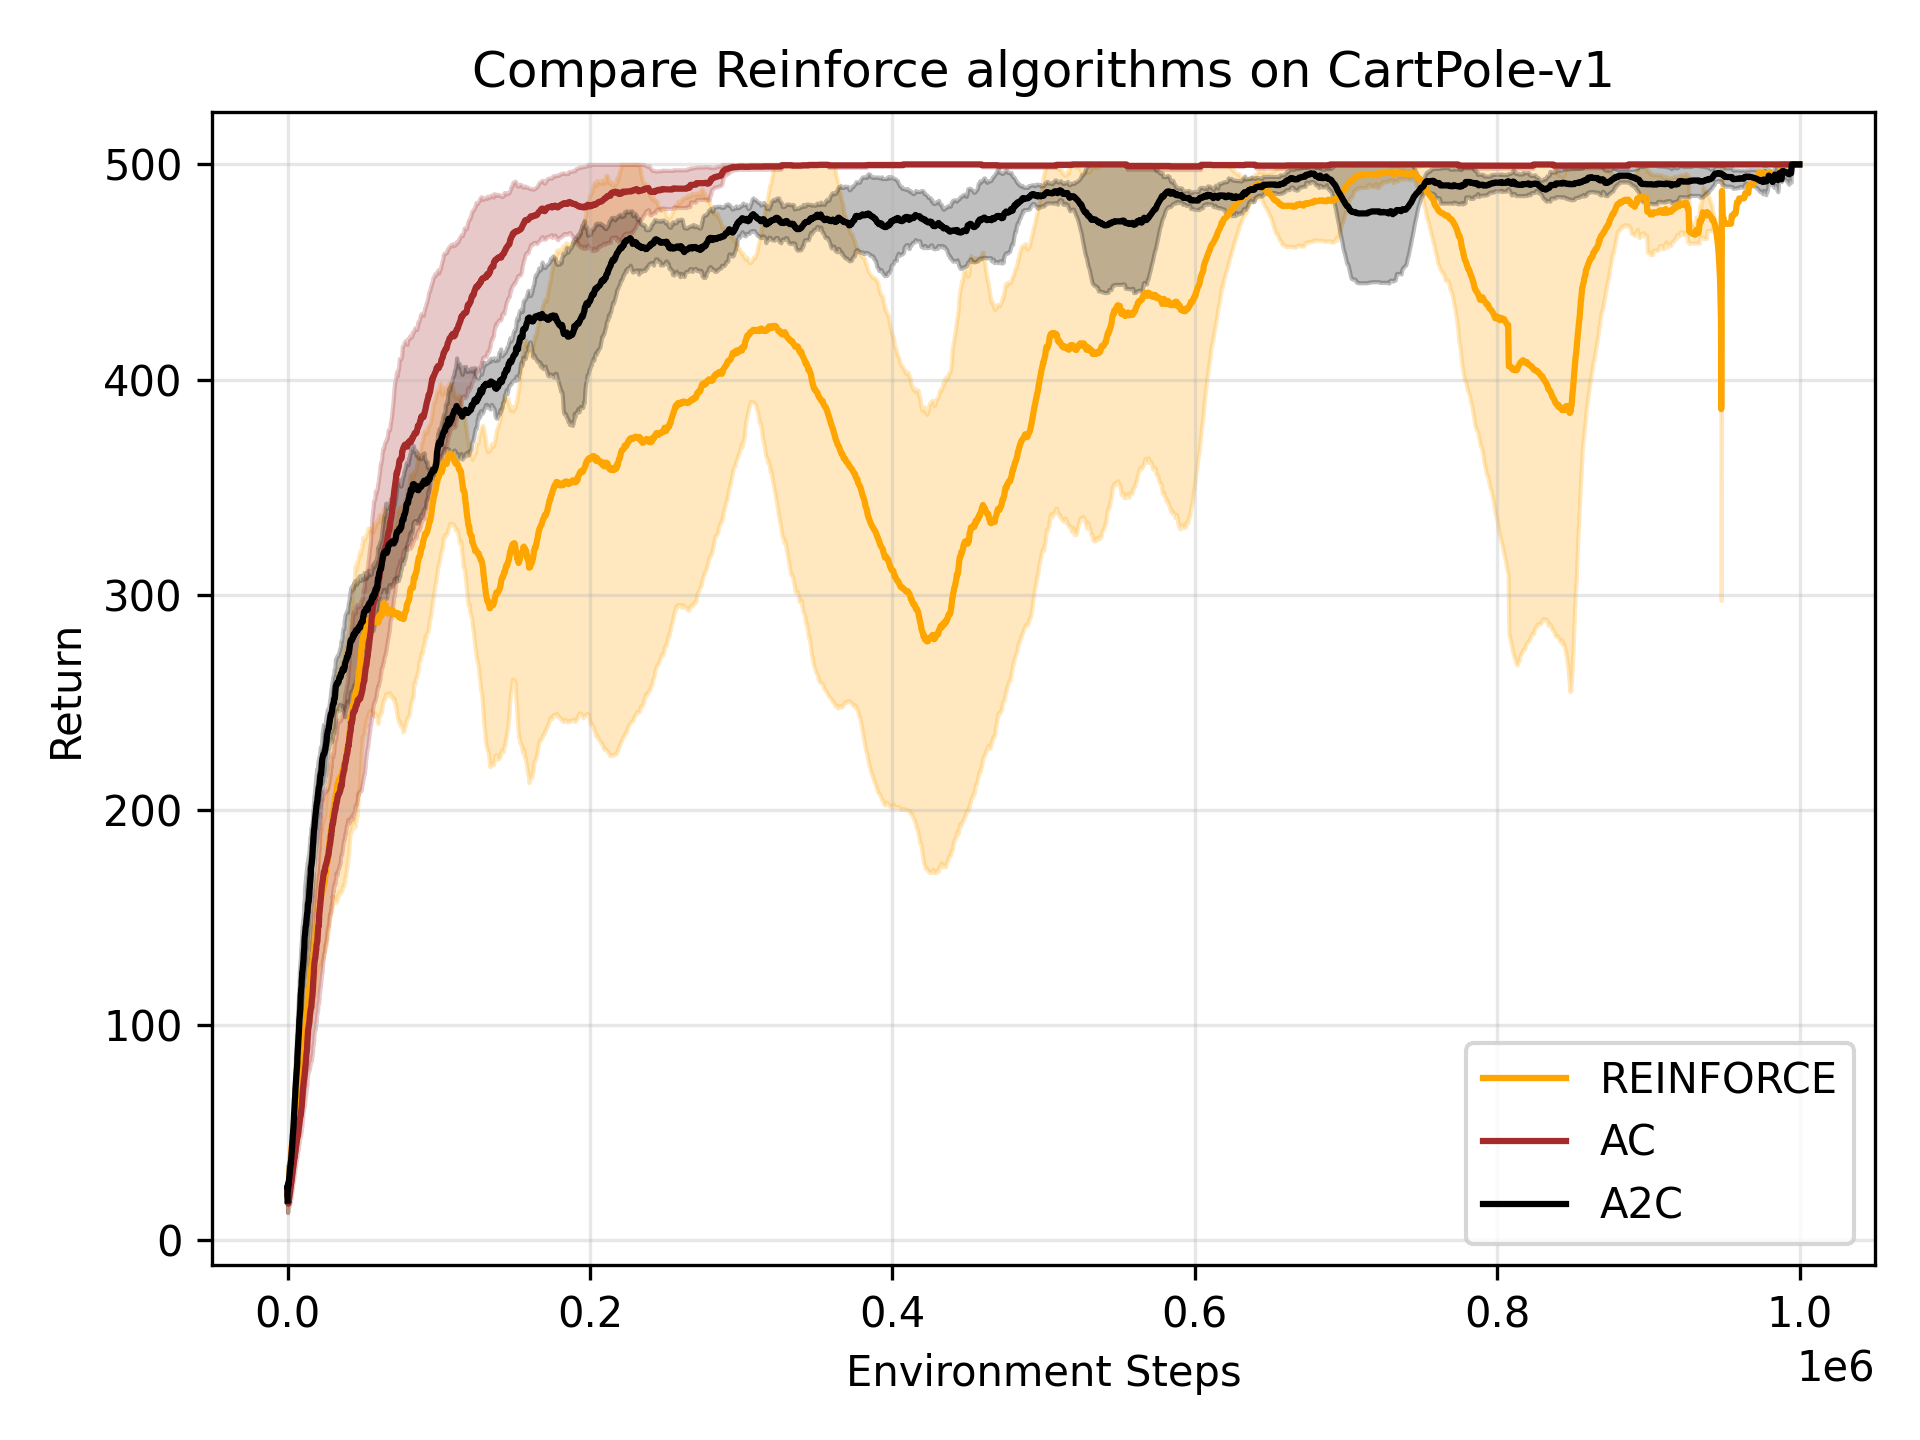 Compare Reinforce algorithms on CartPole-v1
Return
500
400
300
200
100
0
REINFORCE
AC
A2C
0.0 0.2 0.4 0.6 0.8 1.0
1e6
Environment Steps